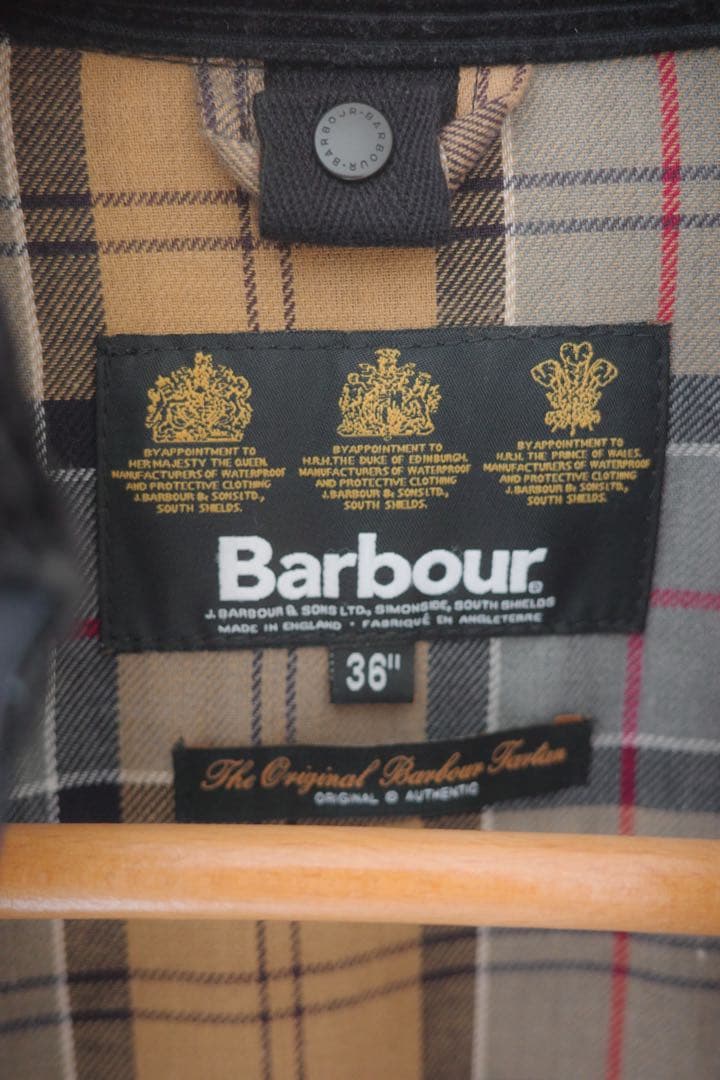 BARBOUR·BARBOUR·
BY APPOINTMENT TO
HER MAJESTY THE QUEEN.
MANUFACTURERS OF WATERPROOF
AND PROTECTIVE CLOTHING
J.BARBOUR & SONS LTD.,
SOUTH SHIELDS.
BY APPOINTMENT TO
H.R.H. THE DUKE OF EDINBURGH.
MANUFACTURERS OF WATERPROOF
AND PROTECTIVE CLOTHING
J.BARBOUR & SONS LTD.,
SOUTH SHIELDS.
BY APPOINTMENT TO
H.R.H. THE PRINCE OF WALES.
MANUFACTURERS OF WATERPROOF
AND PROTECTIVE CLOTHING
J.BARBOUR & SONS LTD.,
SOUTH SHIELDS.
Barbour®
J. BARBOUR & SONS LTD, SIMONSIDE, SOUTH SHIELDS
MADE IN ENGLAND · FABRIQUÉ EN ANGLETERRE
36"
The Original Barbour Tartan
ORIGINAL & AUTHENTIC